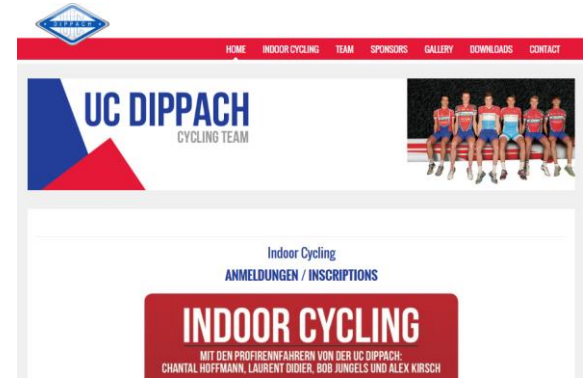 DIPPACH
HOME INDOOR CYCLING TEAM SPONSORS GALLERY DOWNLOADS CONTACT
UC DIPPACH
CYCLING TEAM
Indoor Cycling
ANMELDUNGEN / INSCRIPTIONS
INDOOR CYCLING
MIT DEN PROFIRENNFAHRERN VON DER UC DIPPACH:
CHANTAL HOFFMANN, LAURENT DIDIER, BOB JUNGELS UND ALEX KIRSCH